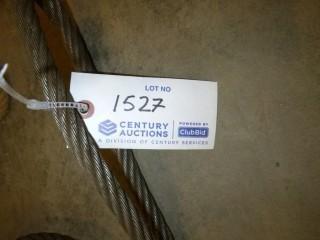 LOT NO
1527
CENTURY AUCTIONS
POWERED BY
ClubBid
A DIVISION OF CENTURY SERVICES